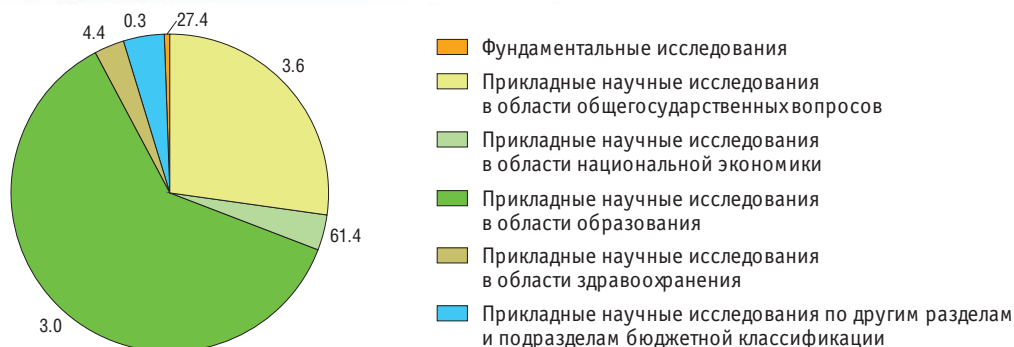 4.4
0.3
27.4
3.6
61.4
3.0
Фундаментальные исследования
Прикладные научные исследования
в области общегосударственных вопросов
Прикладные научные исследования
в области национальной экономики
Прикладные научные исследования
в области образования
Прикладные научные исследования
в области здравоохранения
Прикладные научные исследования по другим разделам
и подразделам бюджетной классификации